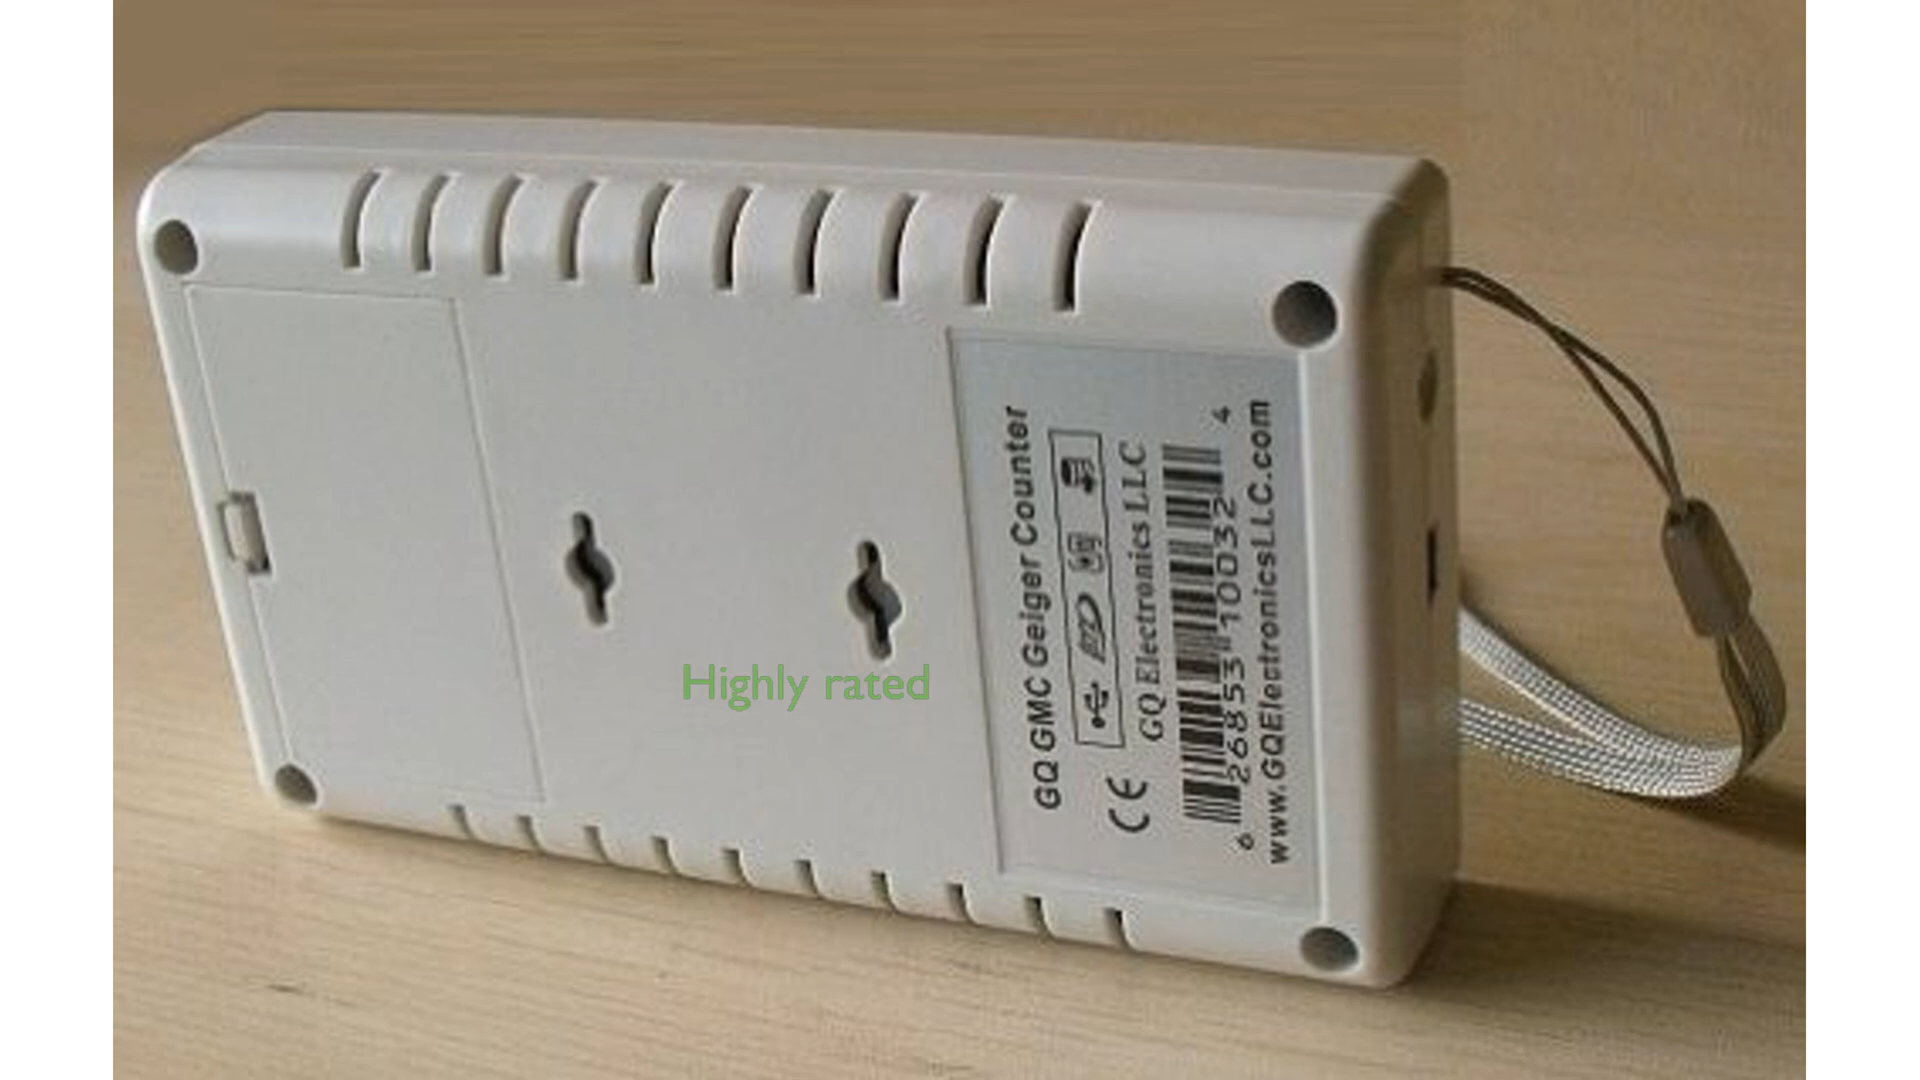 Highly rated
GQ GMC Geiger Counter
CE
GQ Electronics LLC
6 26853 10032 4
www.GQElectronicsLLC.com